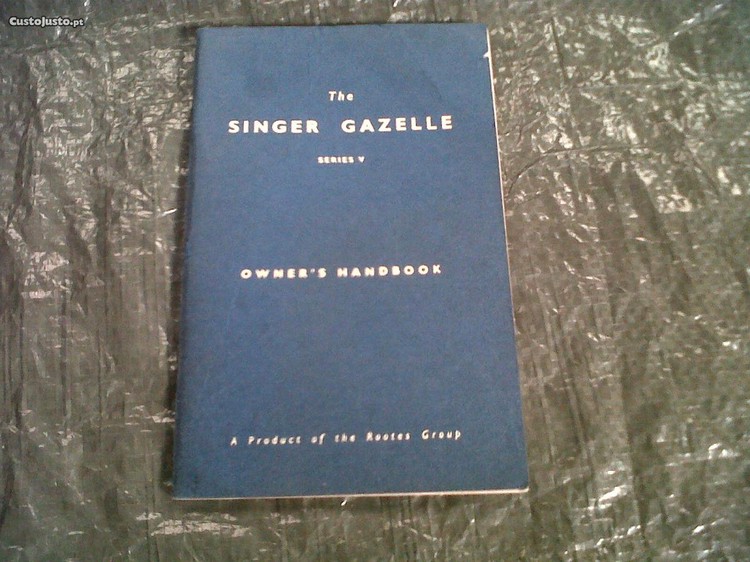 CustoJusto.pt
The
SINGER GAZELLE
SERIES V
OWNER'S HANDBOOK
A Product of the Rootes Group